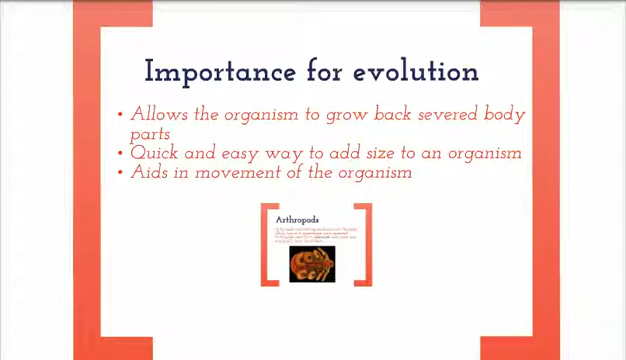 Importance for evolution
• Allows the organism to grow back severed body
parts
• Quick and easy way to add size to an organism
• Aids in movement of the organism
Arthropods